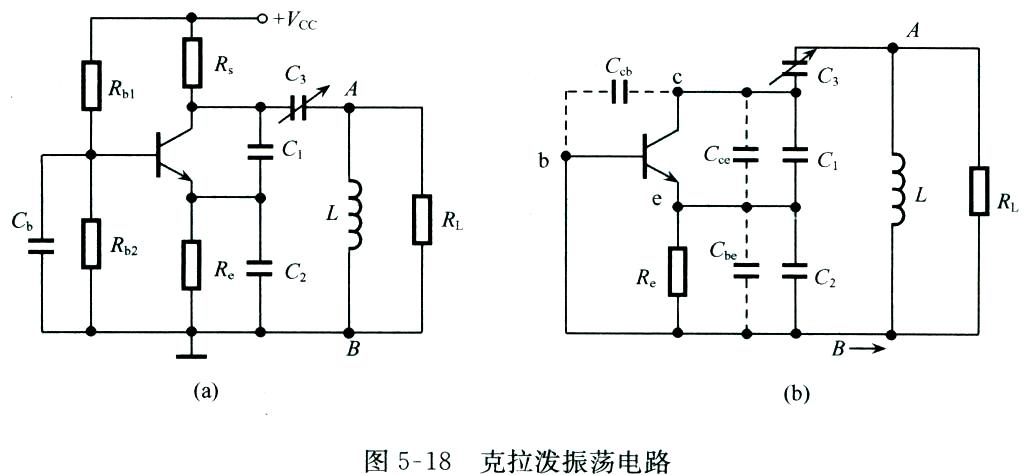 +V_CC
R_b1
R_s
C_3
A
C_1
C_b
R_b2
R_e
C_2
L
R_L
B
(a)
A
C_cb
c
C_3
b
C_ce
C_1
e
L
R_L
R_e
C_be
C_2
B
(b)
图 5-18 克拉泼振荡电路